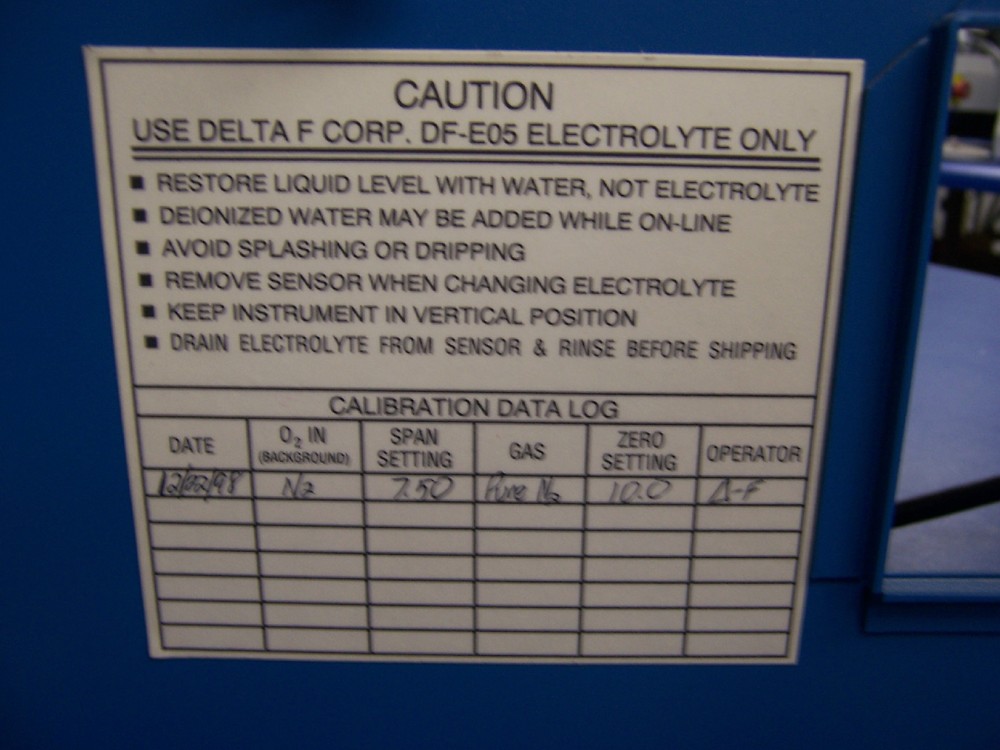 CAUTION
USE DELTA F CORP. DF-E05 ELECTROLYTE ONLY
■ RESTORE LIQUID LEVEL WITH WATER, NOT ELECTROLYTE
■ DEIONIZED WATER MAY BE ADDED WHILE ON-LINE
■ AVOID SPLASHING OR DRIPPING
■ REMOVE SENSOR WHEN CHANGING ELECTROLYTE
■ KEEP INSTRUMENT IN VERTICAL POSITION
■ DRAIN ELECTROLYTE FROM SENSOR & RINSE BEFORE SHIPPING
CALIBRATION DATA LOG
DATE O₂ IN (BACKGROUND) SPAN SETTING GAS ZERO SETTING OPERATOR
12/22/98 N2 7.50 Pure N2 10.0 Δ-F